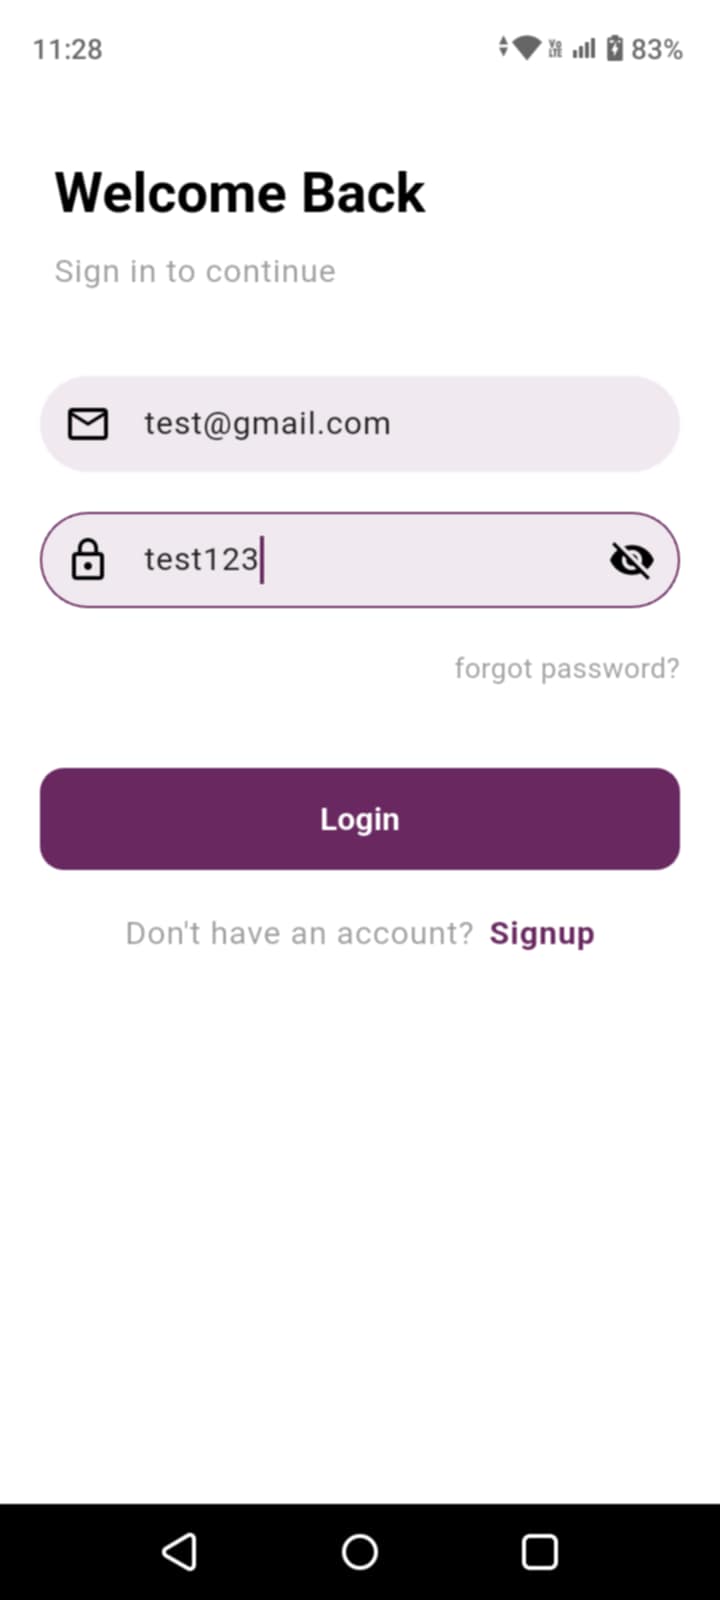 11:28 83%
Welcome Back
Sign in to continue
test@gmail.com
test123
forgot password?
Login
Don't have an account? Signup